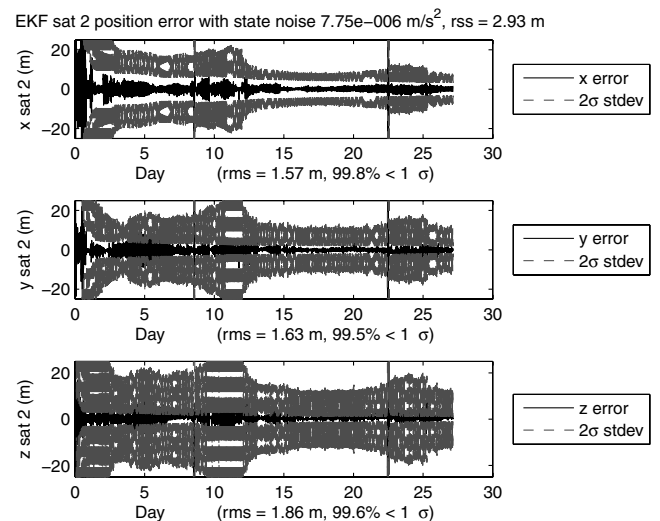 EKF sat 2 position error with state noise 7.75e−006 m/s², rss = 2.93 m
x sat 2 (m)
20
0
−20
0 5 10 15 20 25 30
Day (rms = 1.57 m, 99.8% < 1 σ)
x error
2σ stdev
y sat 2 (m)
20
0
−20
0 5 10 15 20 25 30
Day (rms = 1.63 m, 99.5% < 1 σ)
y error
2σ stdev
z sat 2 (m)
20
0
−20
0 5 10 15 20 25 30
Day (rms = 1.86 m, 99.6% < 1 σ)
z error
2σ stdev